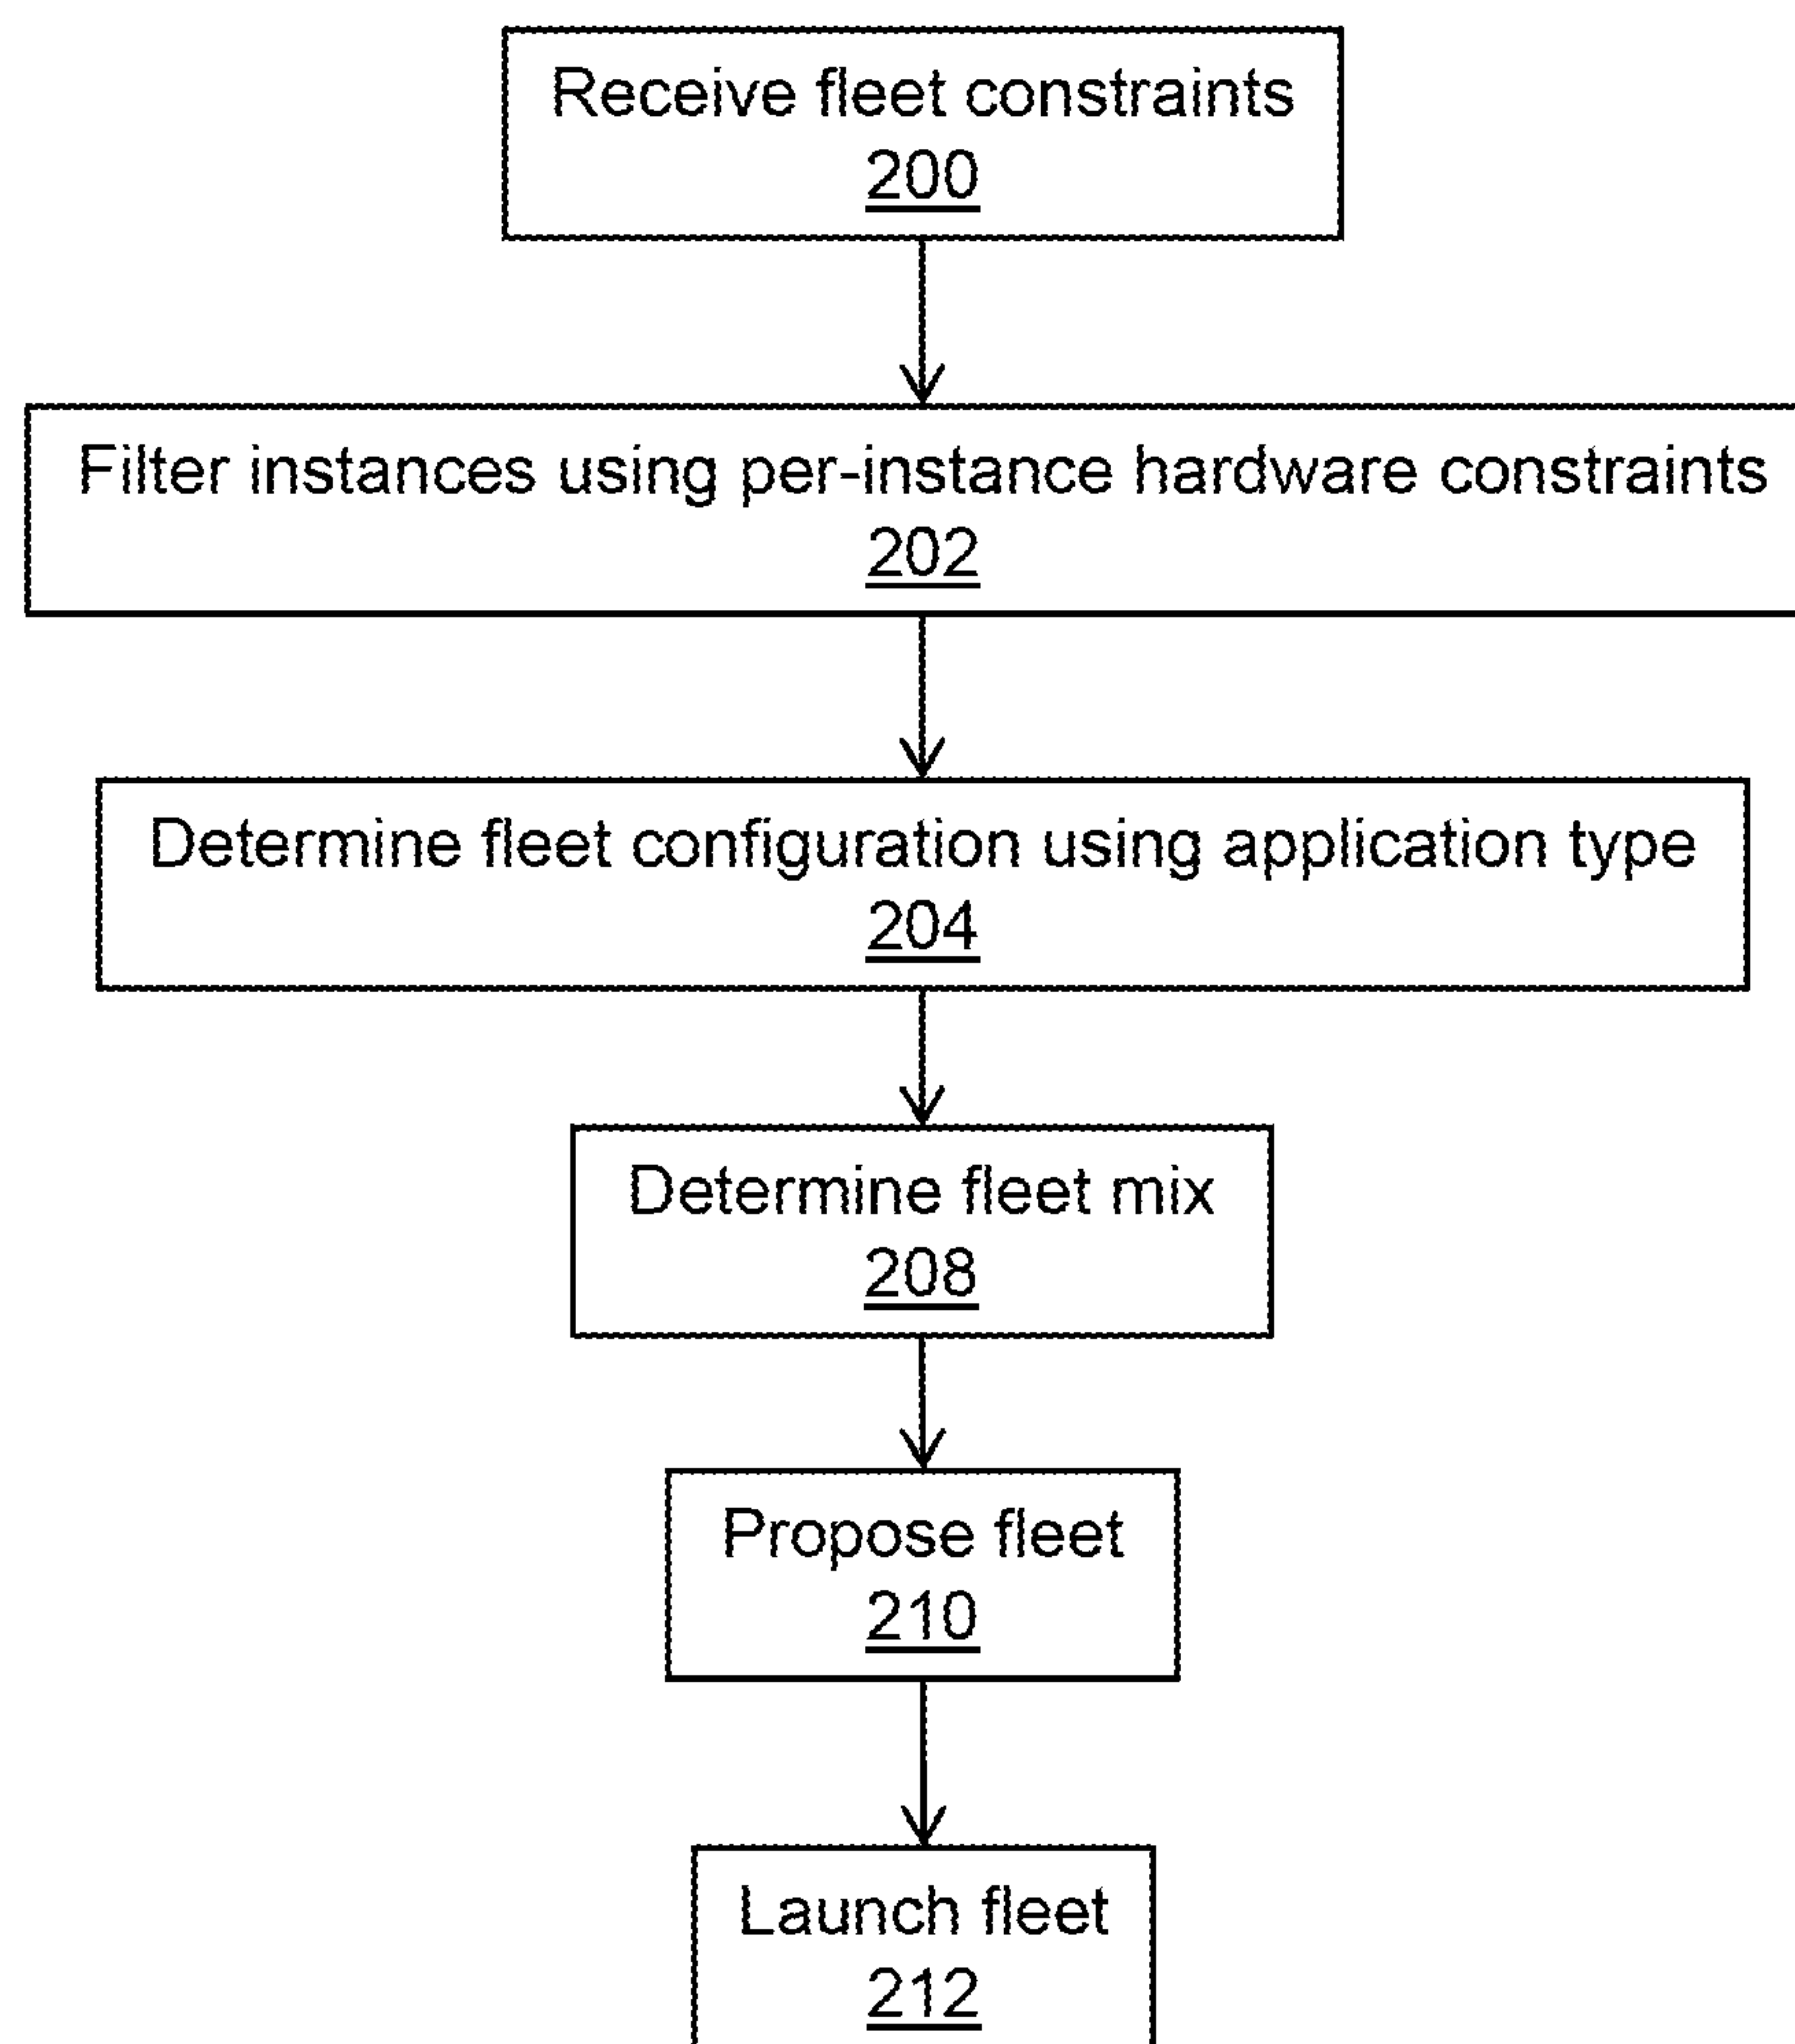 Receive fleet constraints
200
Filter instances using per-instance hardware constraints
202
Determine fleet configuration using application type
204
Determine fleet mix
208
Propose fleet
210
Launch fleet
212